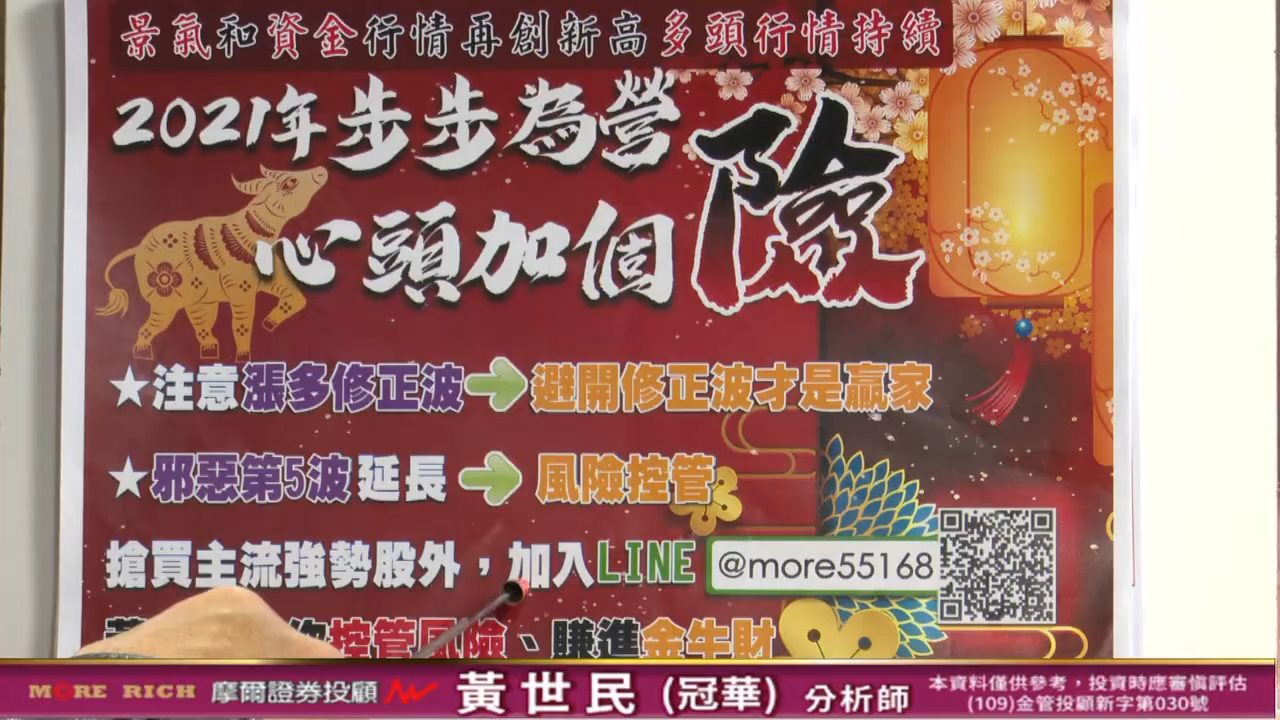 景氣和資金行情再創新高多頭行情持續
2021年步步為營
心頭加個險
★注意漲多修正波 避開修正波才是贏家
★邪惡第5波延長 風險控管
搶買主流強勢股外,加入LINE @more55168
控管風險、賺進金牛財
MORE RICH 摩爾證券投顧 黃世民(冠華)分析師
本資料僅供參考,投資時應審慎評估
(109)金管投顧新字第030號